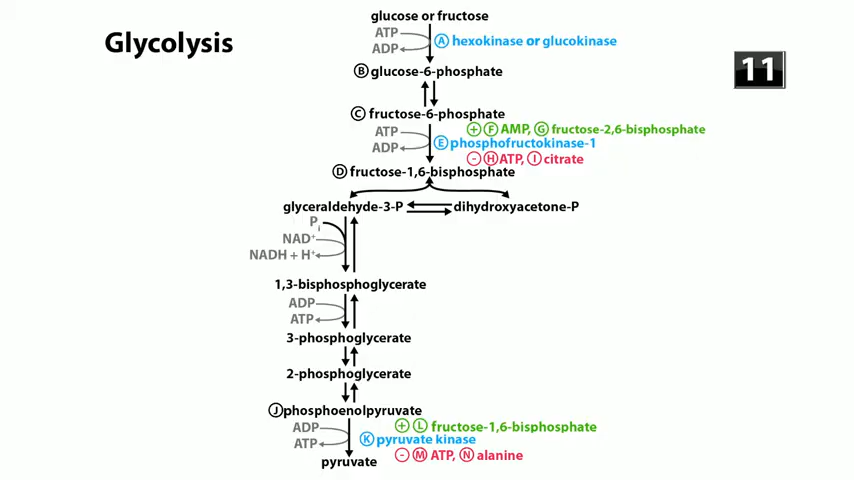 glucose or fructose
Glycolysis
ATP
ADP
A hexokinase or glucokinase
11
B glucose-6-phosphate
C fructose-6-phosphate
ATP
ADP
+ F AMP, G fructose-2,6-bisphosphate
E phosphofructokinase-1
- H ATP, I citrate
D fructose-1,6-bisphosphate
glyceraldehyde-3-P
dihydroxyacetone-P
Pi
NAD+
NADH + H+
1,3-bisphosphoglycerate
ADP
ATP
3-phosphoglycerate
2-phosphoglycerate
J phosphoenolpyruvate
ADP
ATP
+ L fructose-1,6-bisphosphate
K pyruvate kinase
- M ATP, N alanine
pyruvate